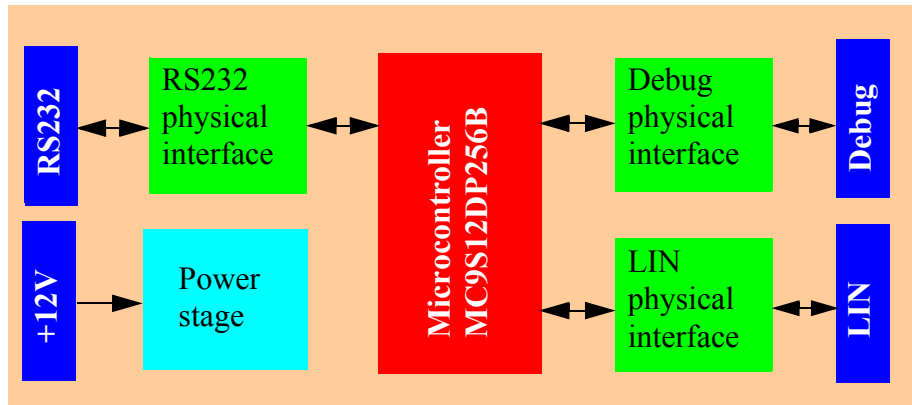 RS232
RS232
physical
interface
+12V
Power
stage
Microcontroller
MC9S12DP256B
Debug
physical
interface
Debug
LIN
physical
interface
LIN